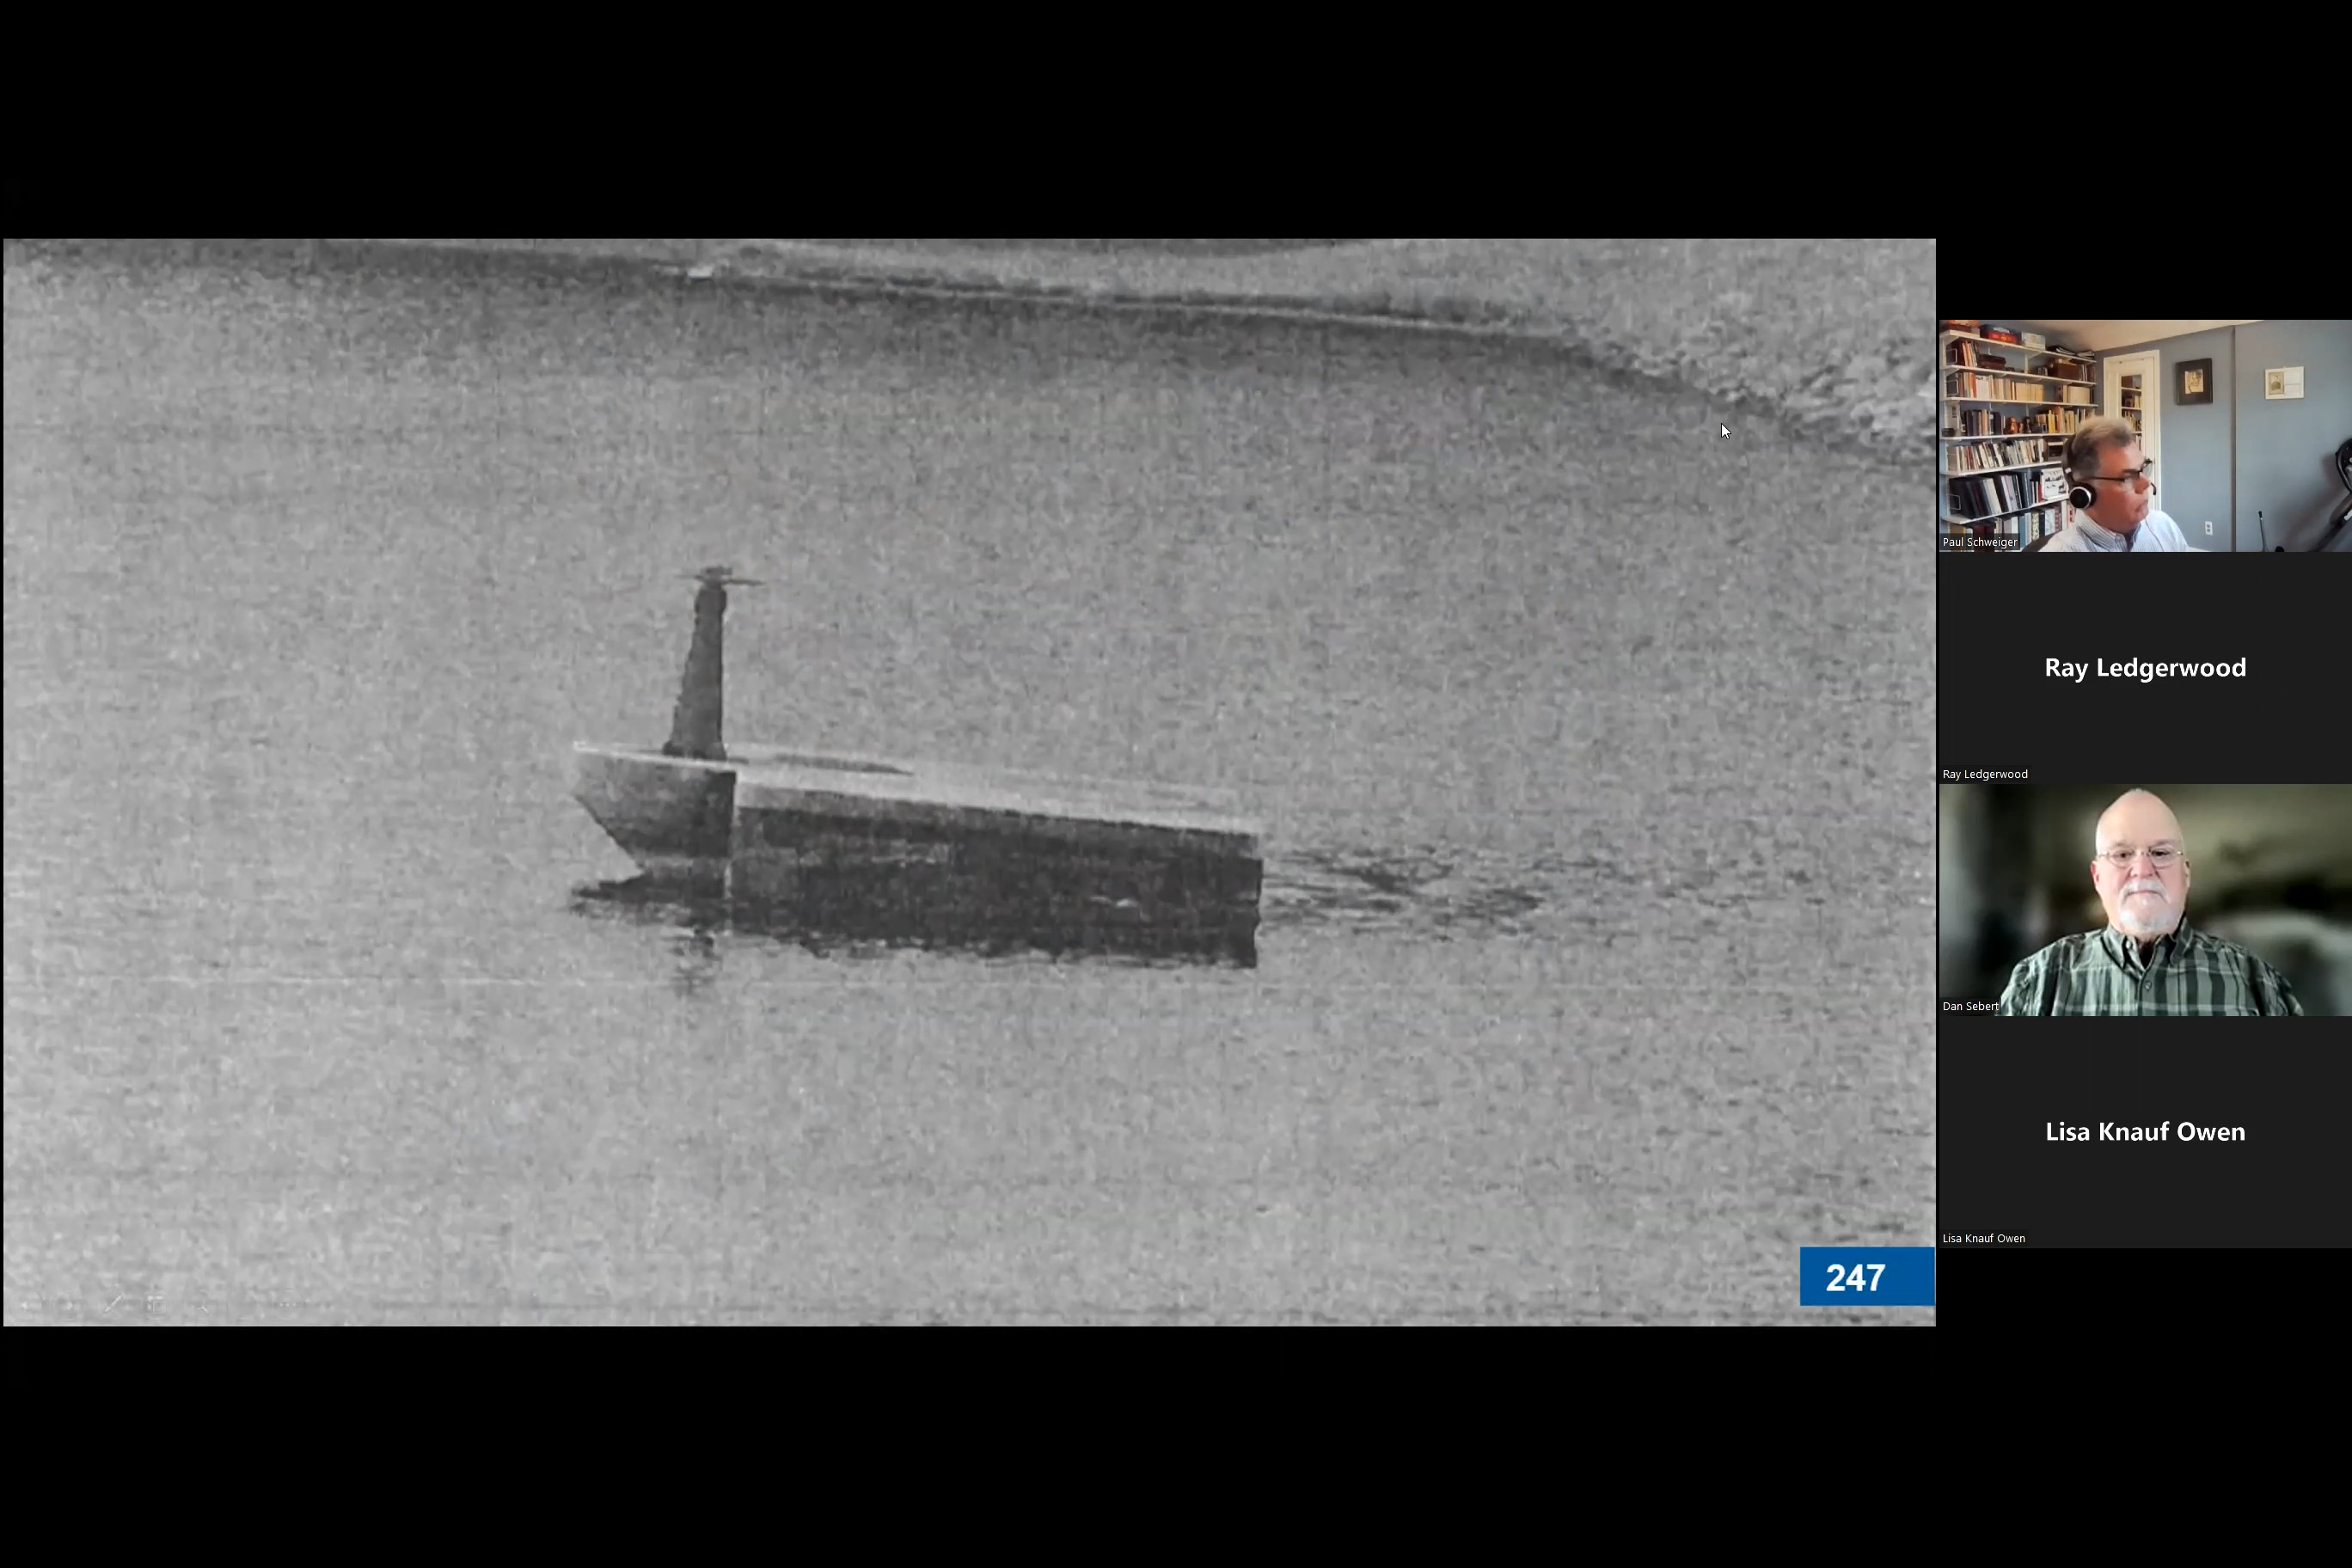 247
Paul Schweiger
Ray Ledgerwood
Ray Ledgerwood
Dan Sebert
Lisa Knauf Owen
Lisa Knauf Owen